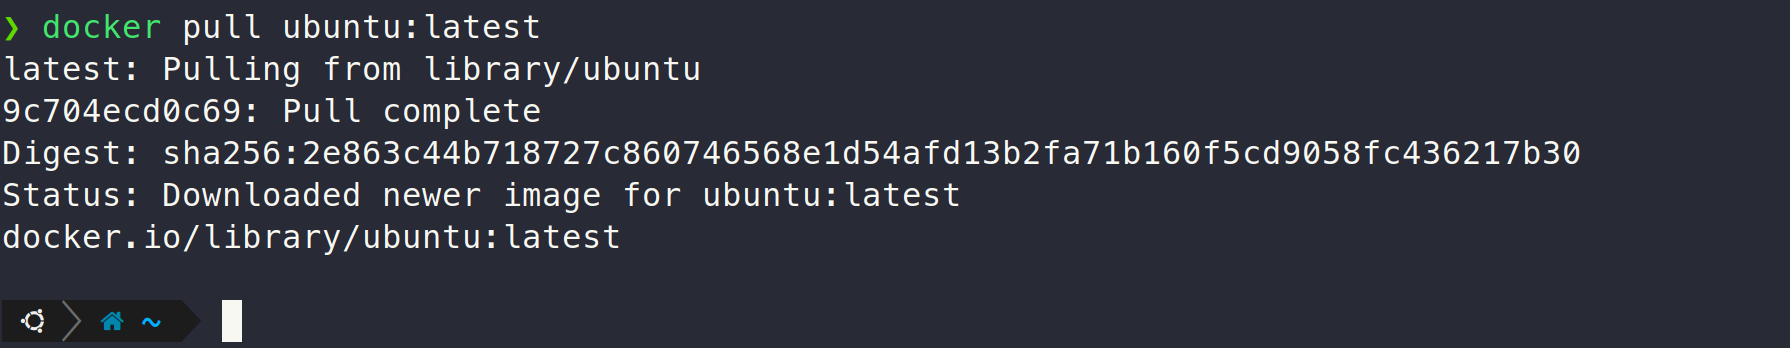 ❯ docker pull ubuntu:latest
latest: Pulling from library/ubuntu
9c704ecd0c69: Pull complete
Digest: sha256:2e863c44b718727c860746568e1d54afd13b2fa71b160f5cd9058fc436217b30
Status: Downloaded newer image for ubuntu:latest
docker.io/library/ubuntu:latest
~